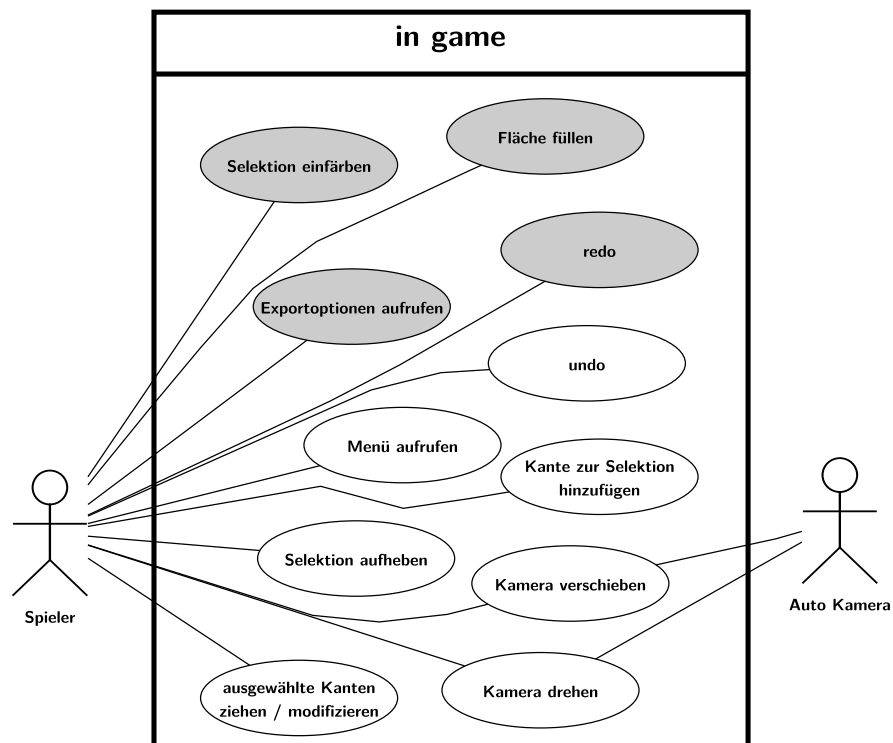 in game
Fläche füllen
Selektion einfärben
redo
Exportoptionen aufrufen
undo
Menü aufrufen
Kante zur Selektion
hinzufügen
Selektion aufheben
Kamera verschieben
Spieler
Auto Kamera
ausgewählte Kanten
ziehen / modifizieren
Kamera drehen